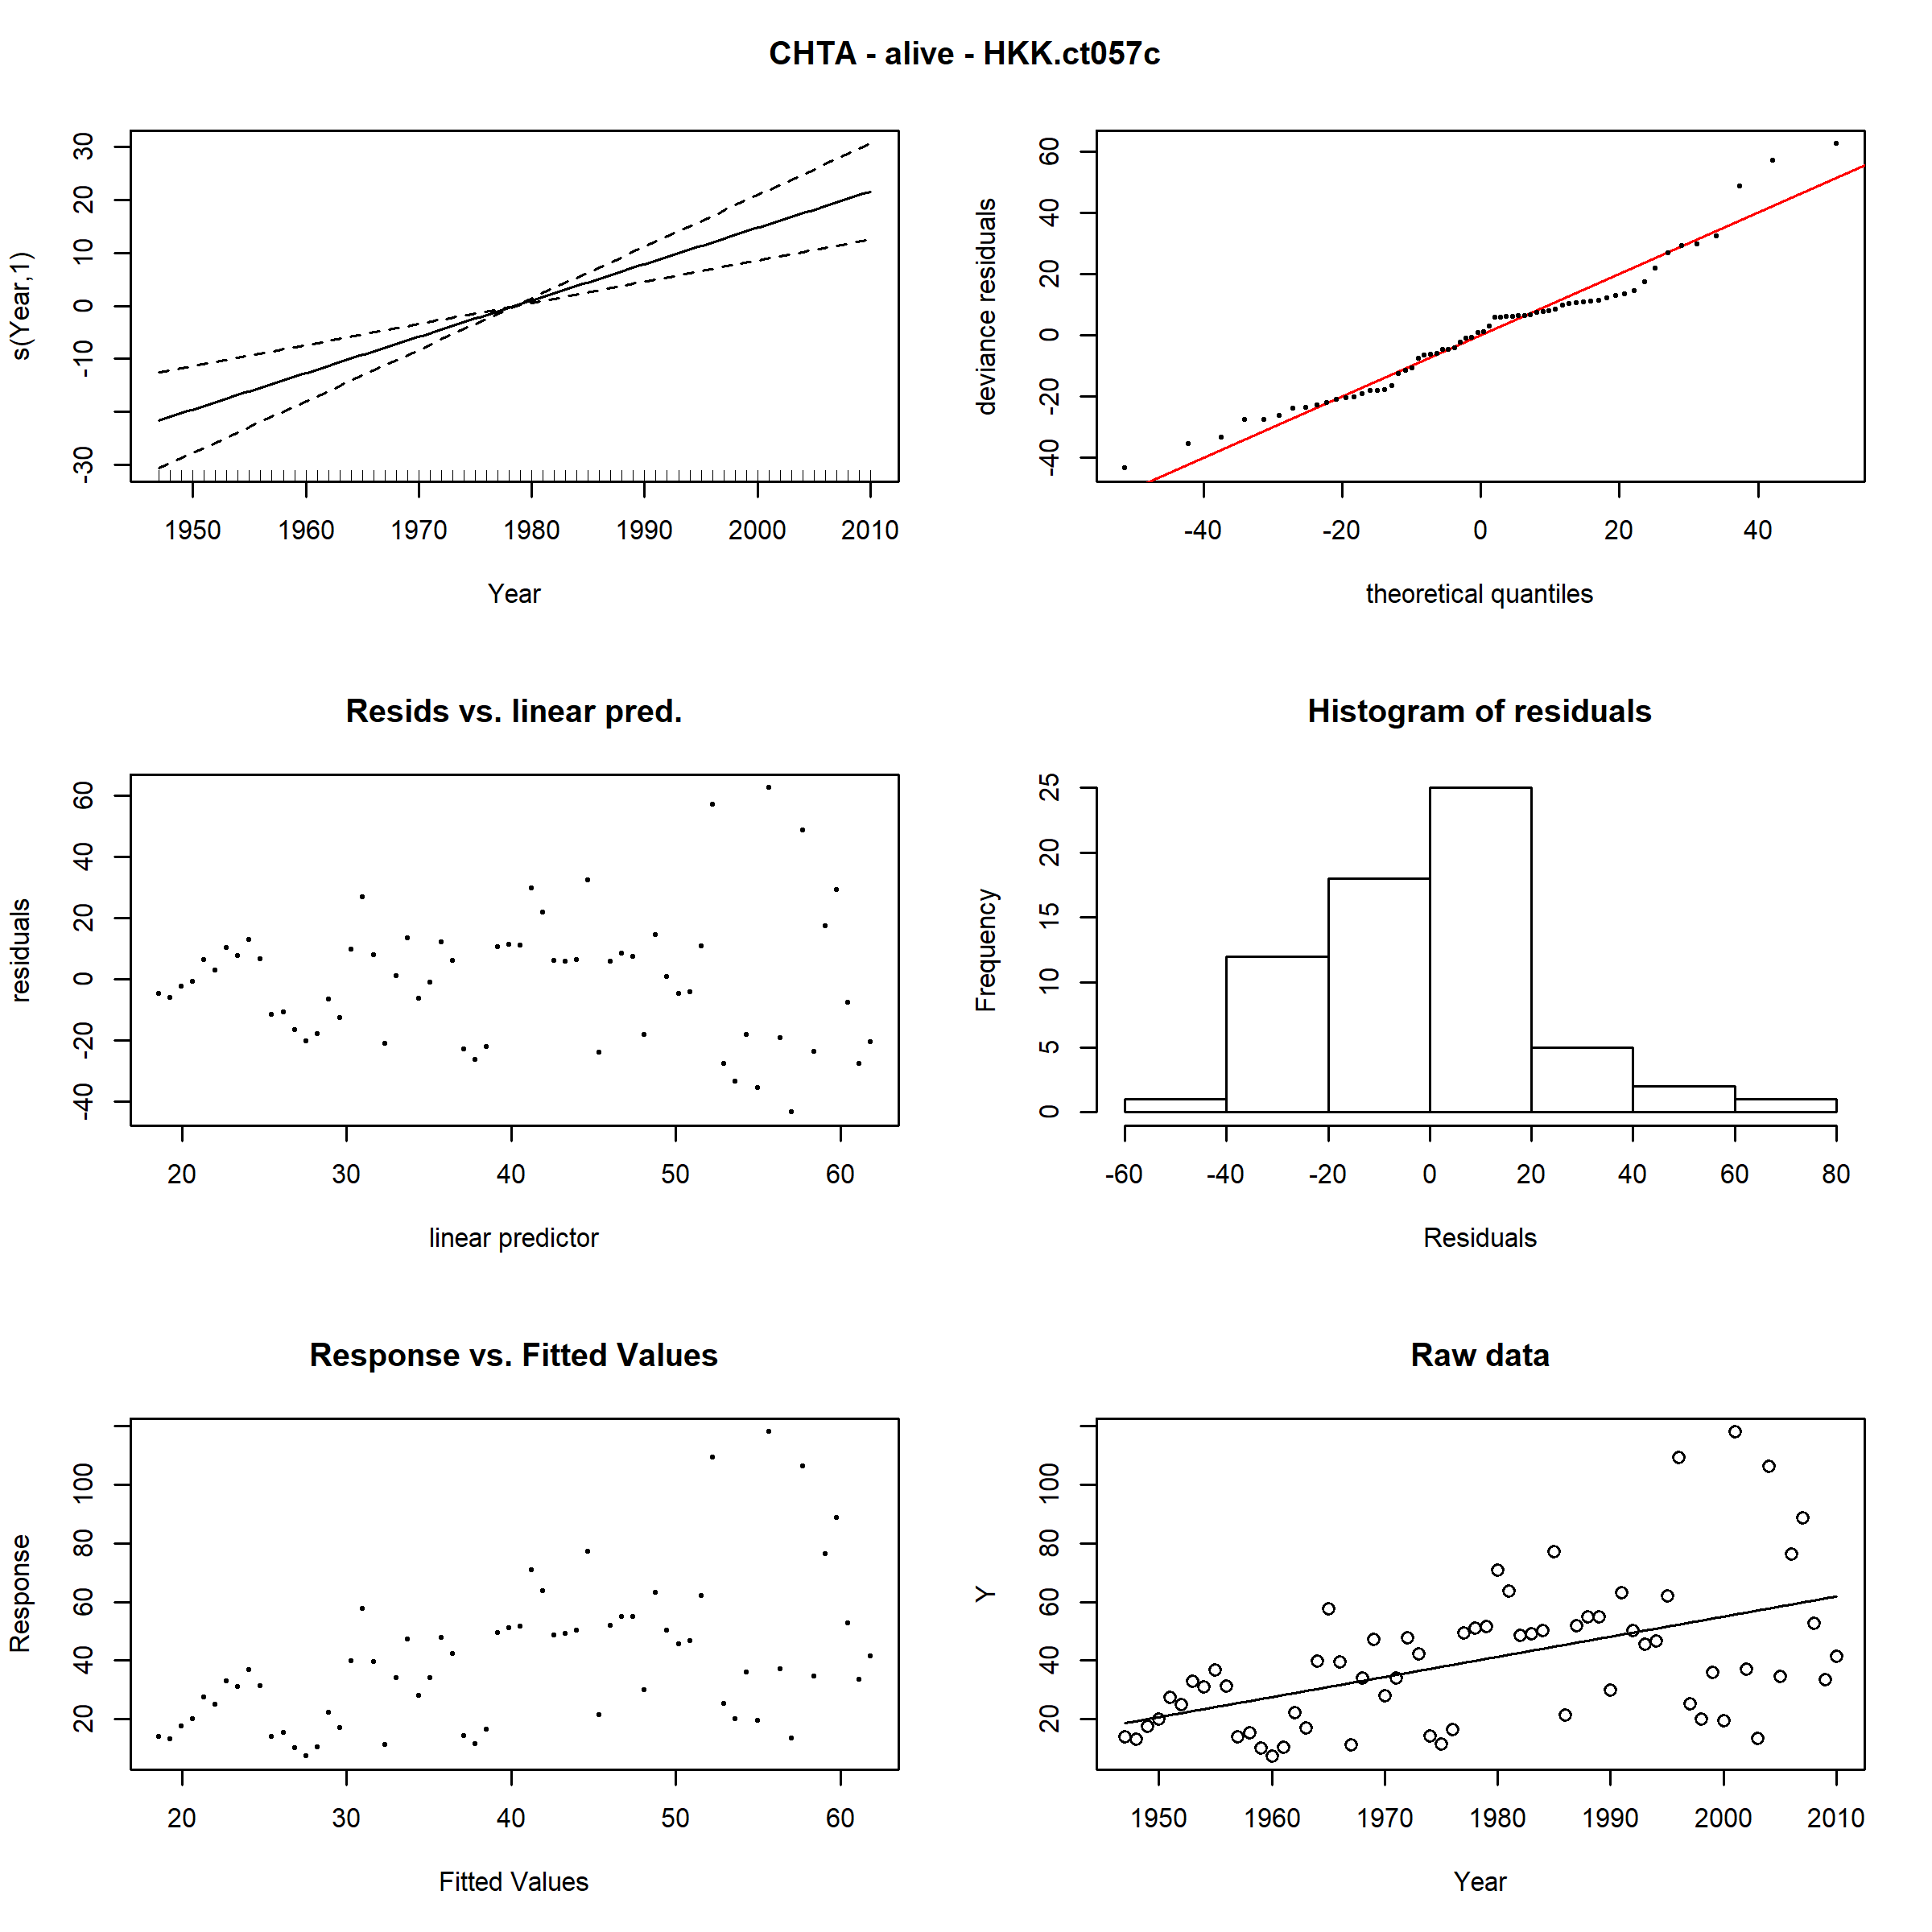 CHTA - alive - HKK.ct057c
s(Year,1)
30
20
10
0
-10
-30
1950 1960 1970 1980 1990 2000 2010
Year
deviance residuals
60
40
20
0
-20
-40
-40 -20 0 20 40
theoretical quantiles
Resids vs. linear pred.
residuals
60
40
20
0
-20
-40
20 30 40 50 60
linear predictor
Histogram of residuals
Frequency
25
20
15
10
5
0
-60 -40 -20 0 20 40 60 80
Residuals
Response vs. Fitted Values
Response
100
80
60
40
20
20 30 40 50 60
Fitted Values
Raw data
Y
100
80
60
40
20
1950 1960 1970 1980 1990 2000 2010
Year